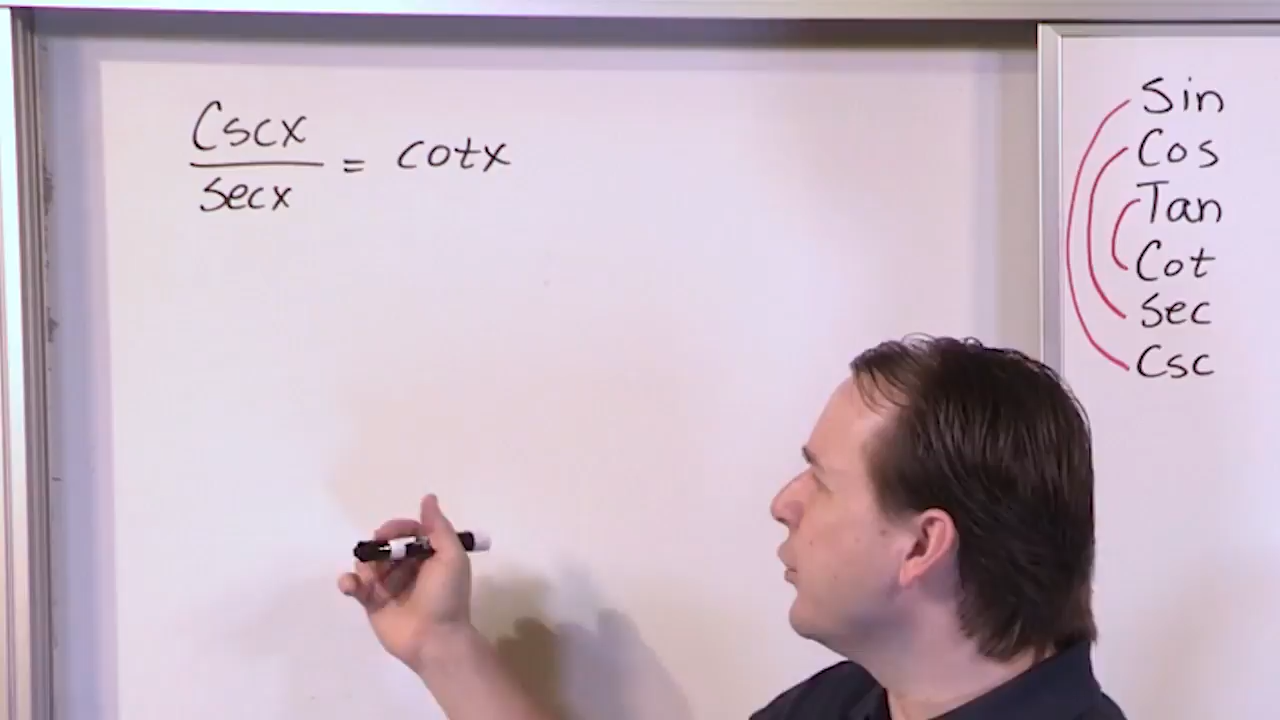 Cscx
secx
= cotx
Sin
Cos
Tan
Cot
Sec
Csc